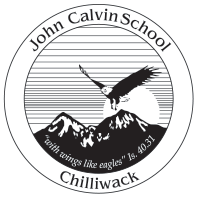 John Calvin School
"with wings like eagles" Is. 40.31
Chilliwack